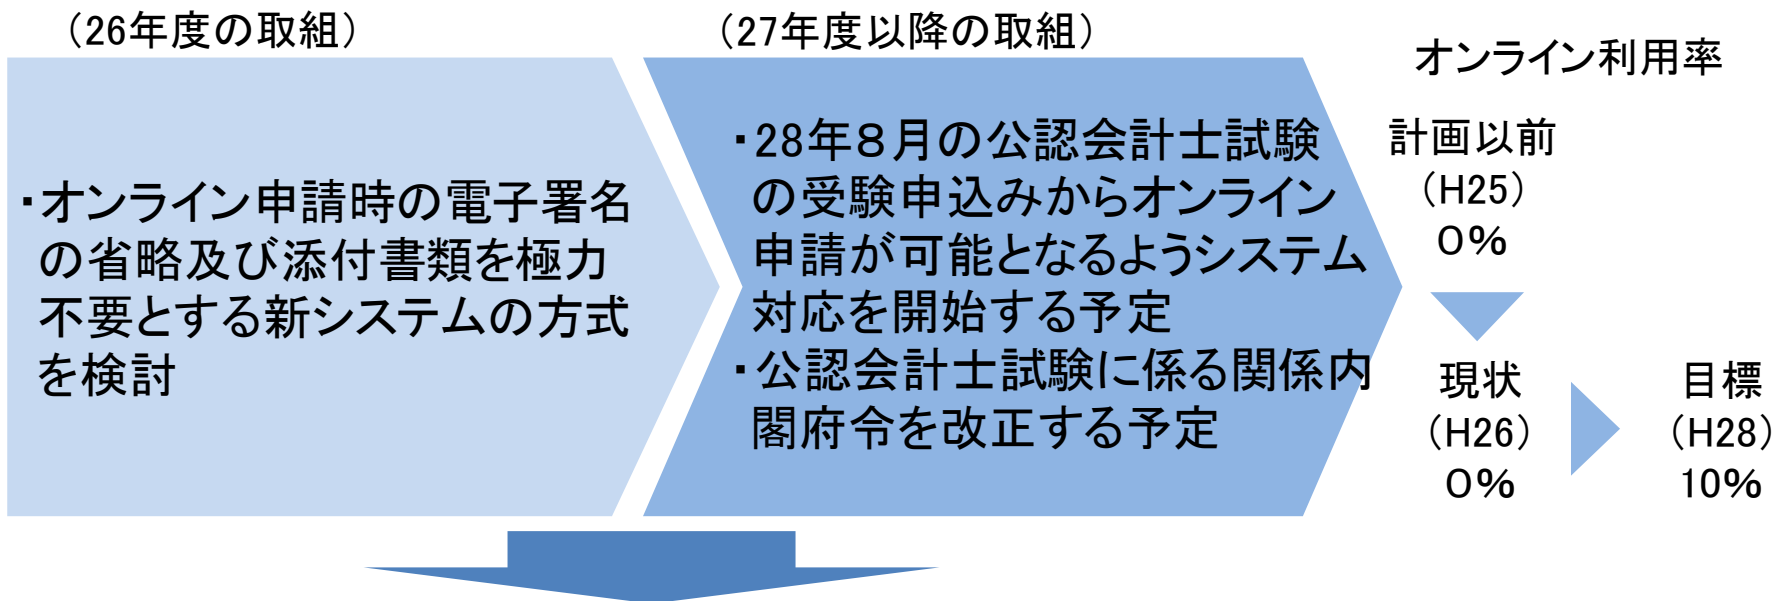 （26年度の取組）
・オンライン申請時の電子署名
の省略及び添付書類を極力
不要とする新システムの方式
を検討
（27年度以降の取組）
・28年８月の公認会計士試験
の受験申込みからオンライン
申請が可能となるようシステム
対応を開始する予定
・公認会計士試験に係る関係内
閣府令を改正する予定
オンライン利用率
計画以前
（H25）
０％
現状
（H26）
０％
目標
（H28）
10％